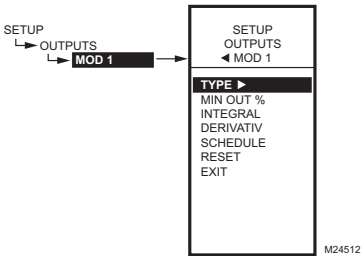 SETUP
OUTPUTS
MOD 1
SETUP
OUTPUTS
◄ MOD 1
TYPE ►
MIN OUT %
INTEGRAL
DERIVATIV
SCHEDULE
RESET
EXIT
M24512